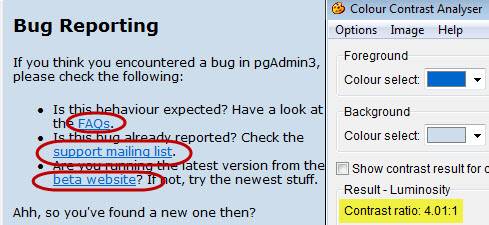 Bug Reporting
If you think you encountered a bug in pgAdmin3,
please check the following:
Is this behaviour expected? Have a look at
the FAQs.
Is this bug already reported? Check the
support mailing list.
Are you running the latest version from the
beta website? If not, try the newest stuff.
Ahh, so you've found a new one then?
Colour Contrast Analyser
Options Image Help
Foreground
Colour select:
Background
Colour select:
Show contrast result for c
Result - Luminosity
Contrast ratio: 4.01:1